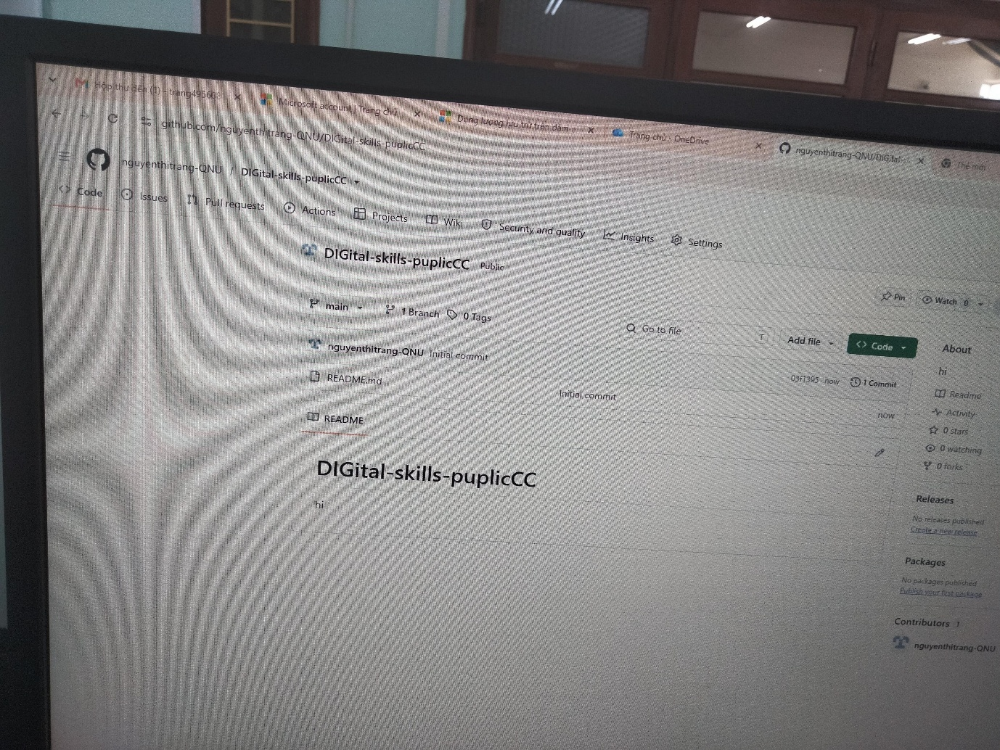 Hộp thư đến (1) - trang495608
Microsoft account | Trang chủ
Dung lượng lưu trữ trên đám
Trang chủ - OneDrive
nguyenthitrang-QNU/DIGital-
Thẻ mới
github.com/nguyenthitrang-QNU/DIGital-skills-puplicCC
nguyenthitrang-QNU / DIGital-skills-puplicCC
Code Issues Pull requests Actions Projects Wiki Security and quality Insights Settings
DIGital-skills-puplicCC Public
Pin Watch 0
main 1 Branch 0 Tags
Go to file T Add file Code
nguyenthitrang-QNU Initial commit
03f1395 · now 1 Commit
README.md Initial commit now
README
DIGital-skills-puplicCC
hi
About
hi
Readme
Activity
0 stars
0 watching
0 forks
Releases
No releases published
Create a new release
Packages
No packages published
Publish your first package
Contributors 1
nguyenthitrang-QNU